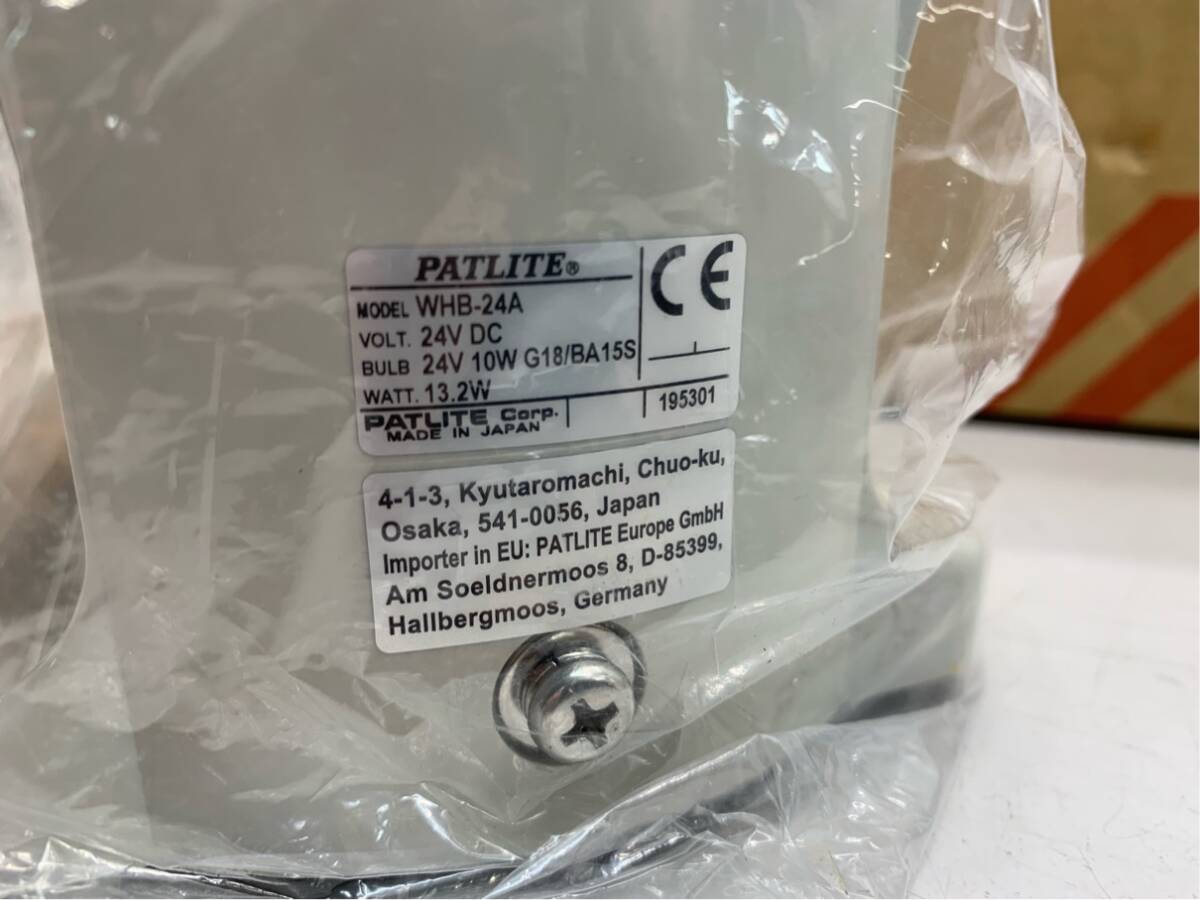 PATLITE®
CE
MODEL WHB-24A
VOLT. 24V DC
BULB 24V 10W G18/BA15S
WATT. 13.2W
PATLITE Corp.
MADE IN JAPAN
195301
4-1-3, Kyutaromachi, Chuo-ku,
Osaka, 541-0056, Japan
Importer in EU: PATLITE Europe GmbH
Am Soeldnermoos 8, D-85399,
Hallbergmoos, Germany